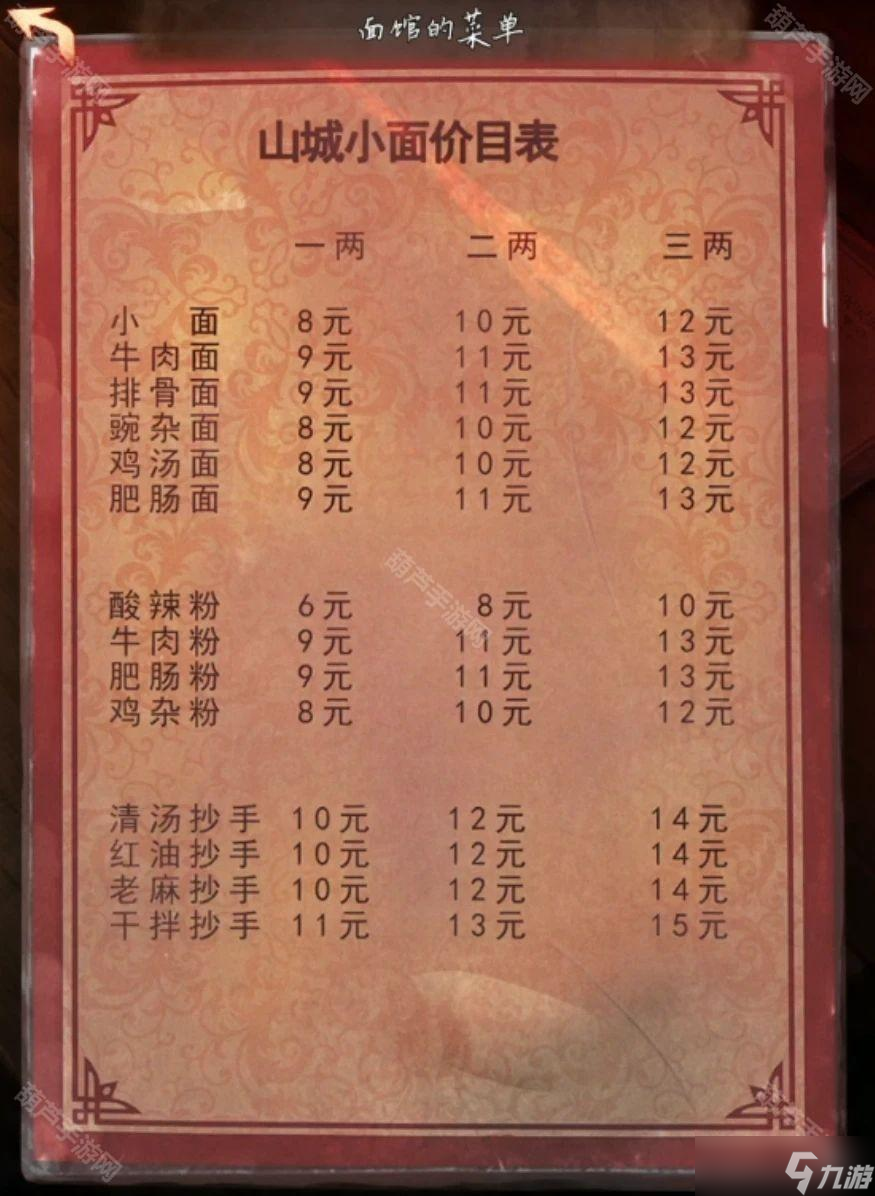 面馆的菜单
山城小面价目表
一两 二两 三两
小 面 8元 10元 12元
牛肉面 9元 11元 13元
排骨面 9元 11元 13元
豌杂面 8元 10元 12元
鸡汤面 8元 10元 12元
肥肠面 9元 11元 13元
酸辣粉 6元 8元 10元
牛肉粉 9元 11元 13元
肥肠粉 9元 11元 13元
鸡杂粉 8元 10元 12元
清汤抄手 10元 12元 14元
红油抄手 10元 12元 14元
老麻抄手 10元 12元 14元
干拌抄手 11元 13元 15元
葫芦手游网
葫芦手游网
葫芦手游网
葫芦手游网
葫芦手游网
九游